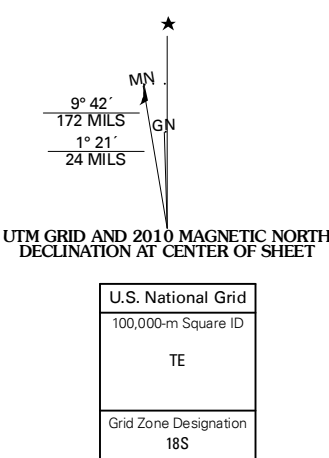 ★
MN
9° 42´
172 MILS
GN
1° 21´
24 MILS
UTM GRID AND 2010 MAGNETIC NORTH
DECLINATION AT CENTER OF SHEET
U.S. National Grid
100,000-m Square ID
TE
Grid Zone Designation
18S